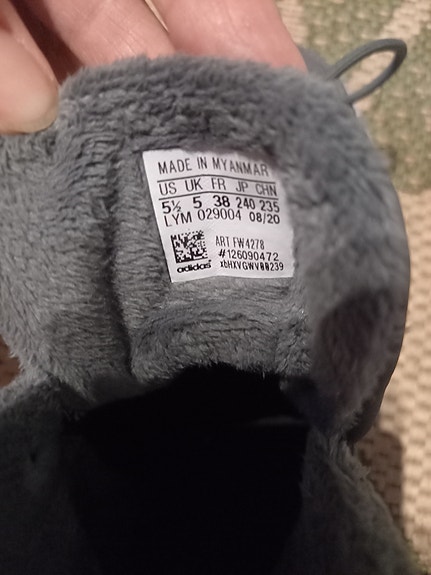 MADE IN MYANMAR
US UK FR JP CHN
5½ 5 38 240 235
LYM 029004 08/20
ART FW4278
#126090472
xbHXVGWVBB239
adidas